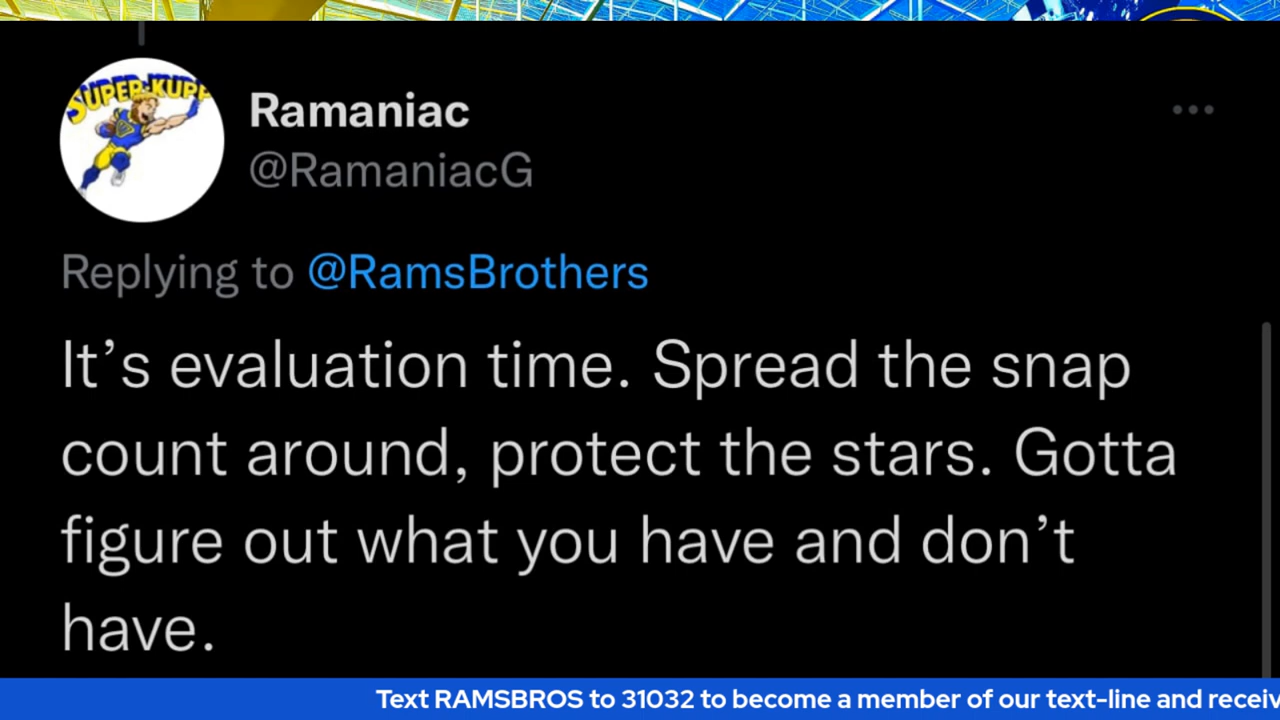 SUPER-KUPP
Ramaniac
@RamaniacG
Replying to @RamsBrothers
It’s evaluation time. Spread the snap
count around, protect the stars. Gotta
figure out what you have and don’t
have.
Text RAMSBROS to 31032 to become a member of our text-line and receiv